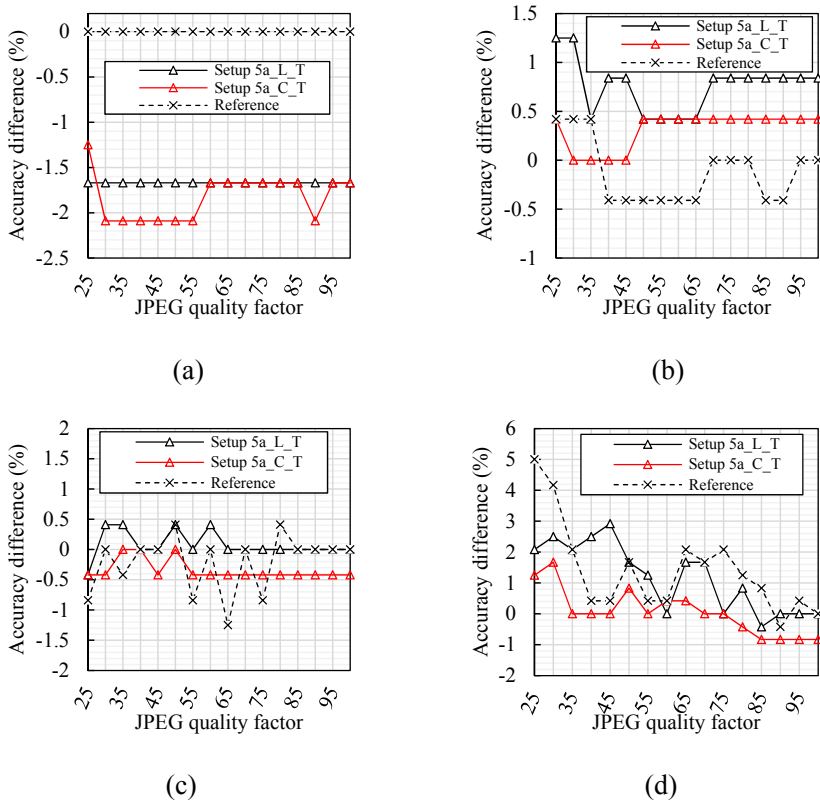 0
-0.5
-1
-1.5
-2
-2.5
Accuracy difference (%)
Setup 5a_L_T
Setup 5a_C_T
Reference
25 35 45 55 65 75 85 95
JPEG quality factor
(a)
1.5
1
0.5
0
-0.5
-1
Accuracy difference (%)
Setup 5a_L_T
Setup 5a_C_T
Reference
25 35 45 55 65 75 85 95
JPEG quality factor
(b)
2
1.5
1
0.5
0
-0.5
-1
-1.5
-2
Accuracy difference (%)
Setup 5a_L_T
Setup 5a_C_T
Reference
25 35 45 55 65 75 85 95
JPEG quality factor
(c)
6
5
4
3
2
1
0
-1
-2
Accuracy difference (%)
Setup 5a_L_T
Setup 5a_C_T
Reference
25 35 45 55 65 75 85 95
JPEG quality factor
(d)